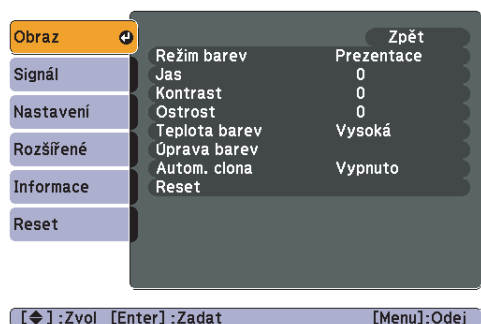 Obraz
Signál
Nastavení
Rozšířené
Informace
Reset
Zpět
Režim barev Prezentace
Jas 0
Kontrast 0
Ostrost 0
Teplota barev Vysoká
Úprava barev
Autom. clona Vypnuto
Reset
[ ] :Zvol [Enter] :Zadat [Menu]:Odej